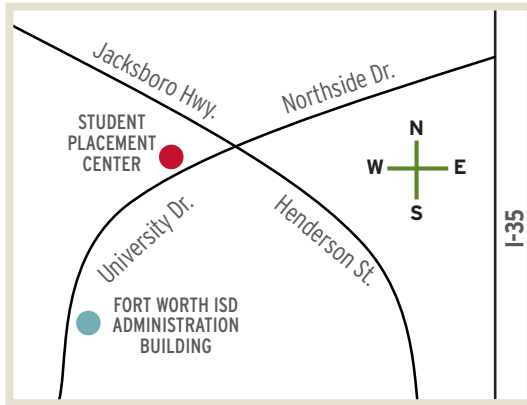 Jacksboro Hwy.
Northside Dr.
STUDENT
PLACEMENT
CENTER
N
W
E
S
University Dr.
Henderson St.
I-35
FORT WORTH ISD
ADMINISTRATION
BUILDING